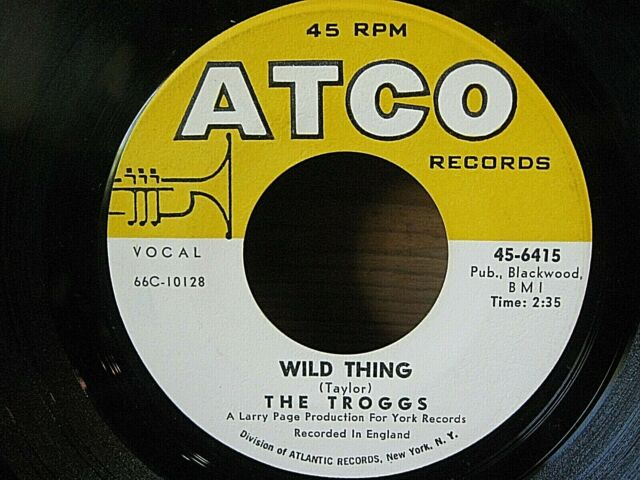 45 RPM
ATCO
RECORDS
VOCAL
66C-10128
45-6415
Pub., Blackwood,
BMI
Time: 2:35
WILD THING
(Taylor)
THE TROGGS
A Larry Page Production For York Records
Recorded In England
Division of ATLANTIC RECORDS, New York, N. Y.